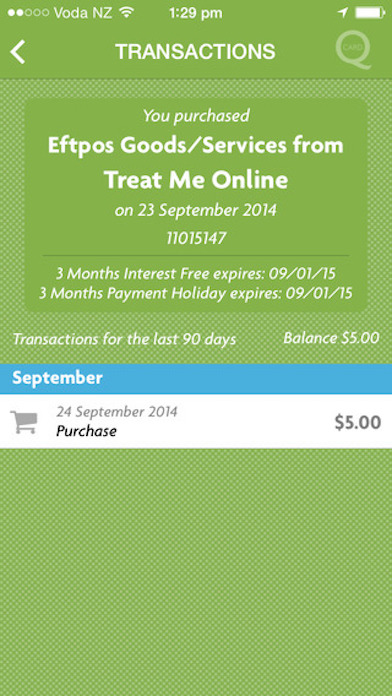 Voda NZ 1:29 pm
TRANSACTIONS
CARD Q
You purchased
Eftpos Goods/Services from
Treat Me Online
on 23 September 2014
11015147
3 Months Interest Free expires: 09/01/15
3 Months Payment Holiday expires: 09/01/15
Transactions for the last 90 days Balance $5.00
September
24 September 2014
Purchase $5.00